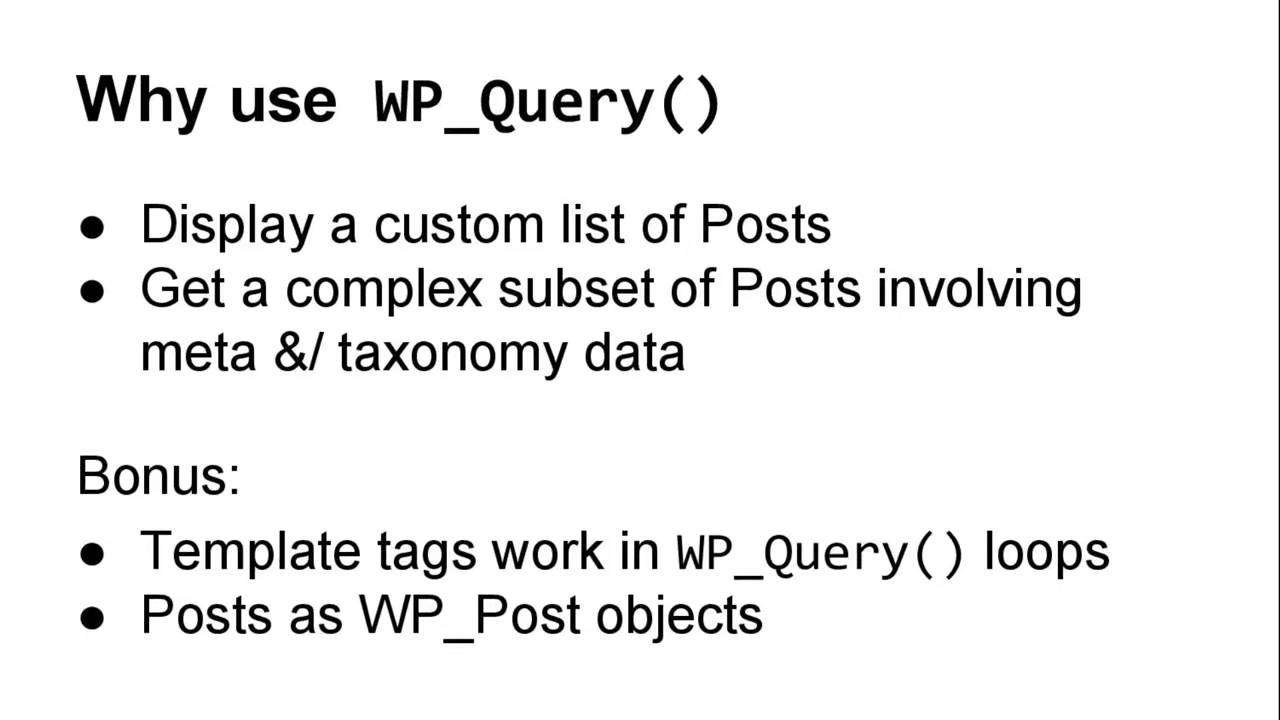 Why use WP_Query()
● Display a custom list of Posts
● Get a complex subset of Posts involving
meta &/ taxonomy data
Bonus:
● Template tags work in WP_Query() loops
● Posts as WP_Post objects